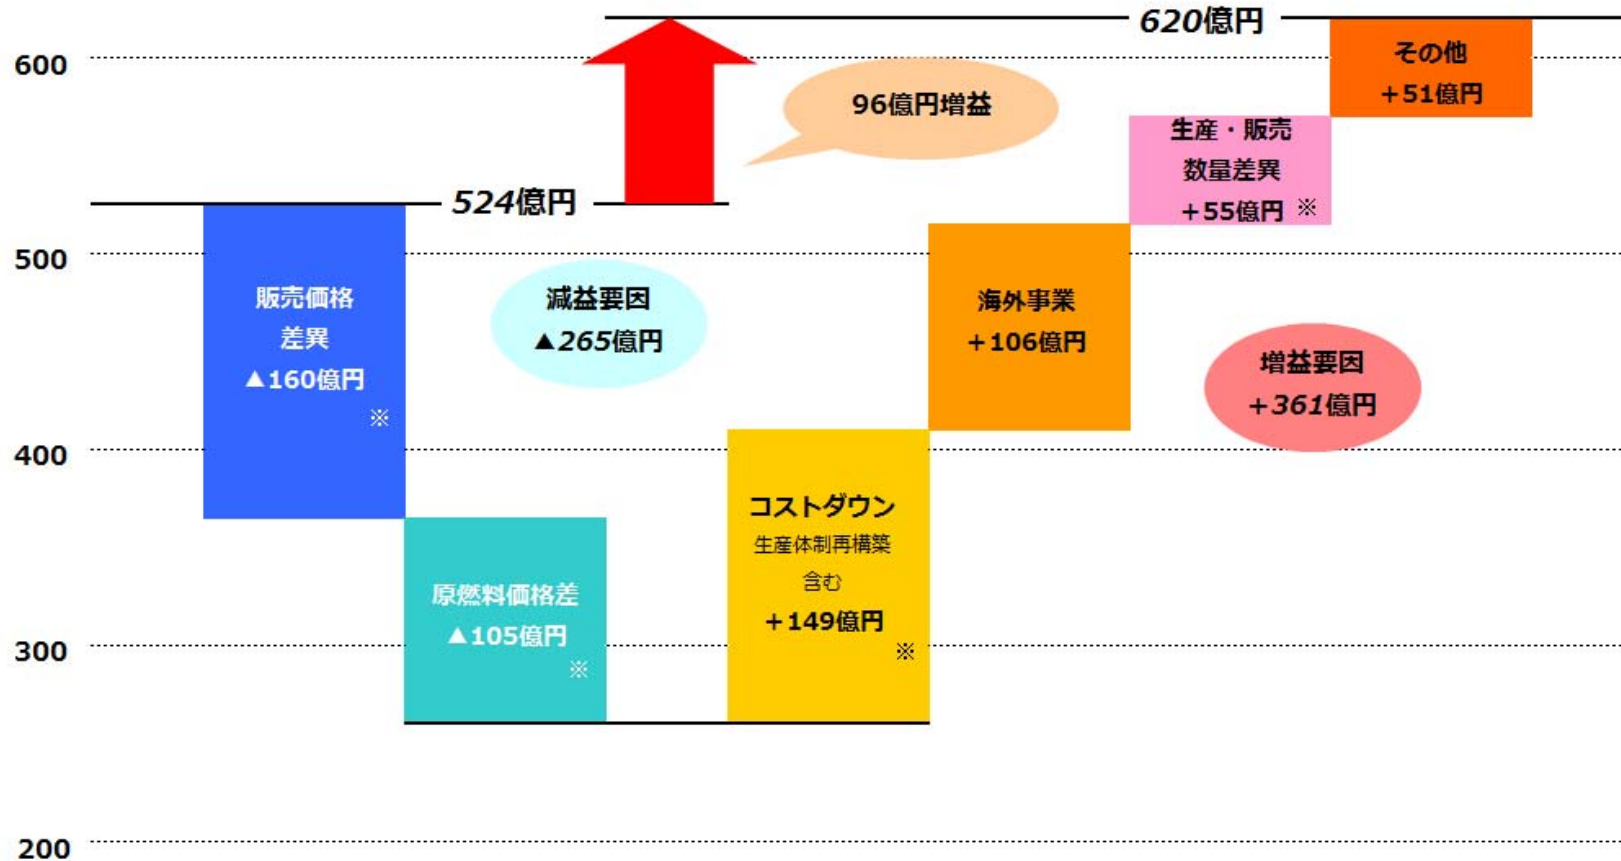 620億円
600
その他
+51億円
96億円増益
生産・販売
数量差異
+55億円 ※
524億円
500
販売価格
差異
▲160億円
※
減益要因
▲265億円
海外事業
+106億円
増益要因
+361億円
400
コストダウン
生産体制再構築
含む
+149億円
※
原燃料価格差
▲105億円
※
300
200